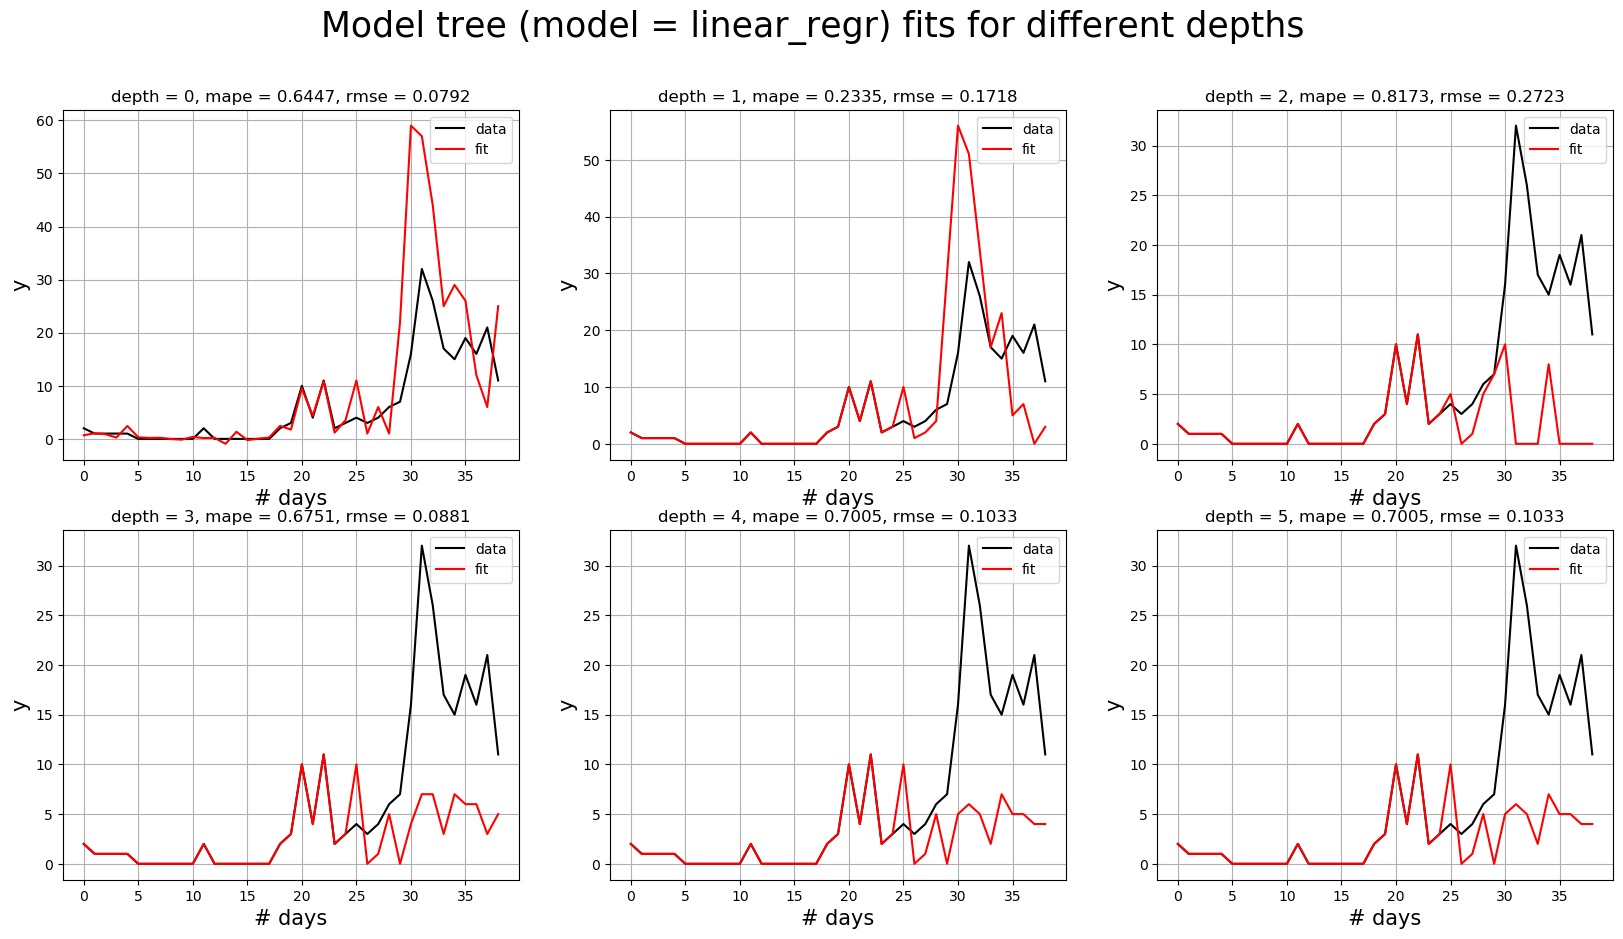 Model tree (model = linear_regr) fits for different depths
depth = 0, mape = 0.6447, rmse = 0.0792
60
50
40
30
20
10
0
y
data
fit
0 5 10 15 20 25 30 35
# days
depth = 1, mape = 0.2335, rmse = 0.1718
50
40
30
20
10
0
y
data
fit
0 5 10 15 20 25 30 35
# days
depth = 2, mape = 0.8173, rmse = 0.2723
30
25
20
15
10
5
0
y
data
fit
0 5 10 15 20 25 30 35
# days
depth = 3, mape = 0.6751, rmse = 0.0881
30
25
20
15
10
5
0
y
data
fit
0 5 10 15 20 25 30 35
# days
depth = 4, mape = 0.7005, rmse = 0.1033
30
25
20
15
10
5
0
y
data
fit
0 5 10 15 20 25 30 35
# days
depth = 5, mape = 0.7005, rmse = 0.1033
30
25
20
15
10
5
0
y
data
fit
0 5 10 15 20 25 30 35
# days